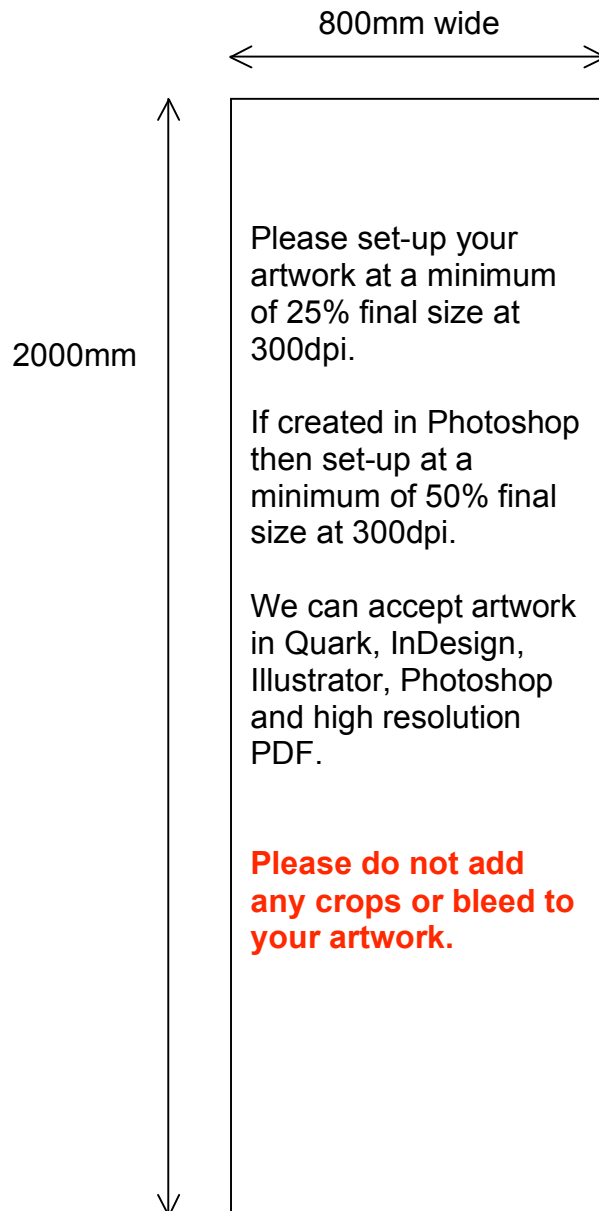 800mm wide
2000mm
Please set-up your
artwork at a minimum
of 25% final size at
300dpi.
If created in Photoshop
then set-up at a
minimum of 50% final
size at 300dpi.
We can accept artwork
in Quark, InDesign,
Illustrator, Photoshop
and high resolution
PDF.
Please do not add
any crops or bleed to
your artwork.